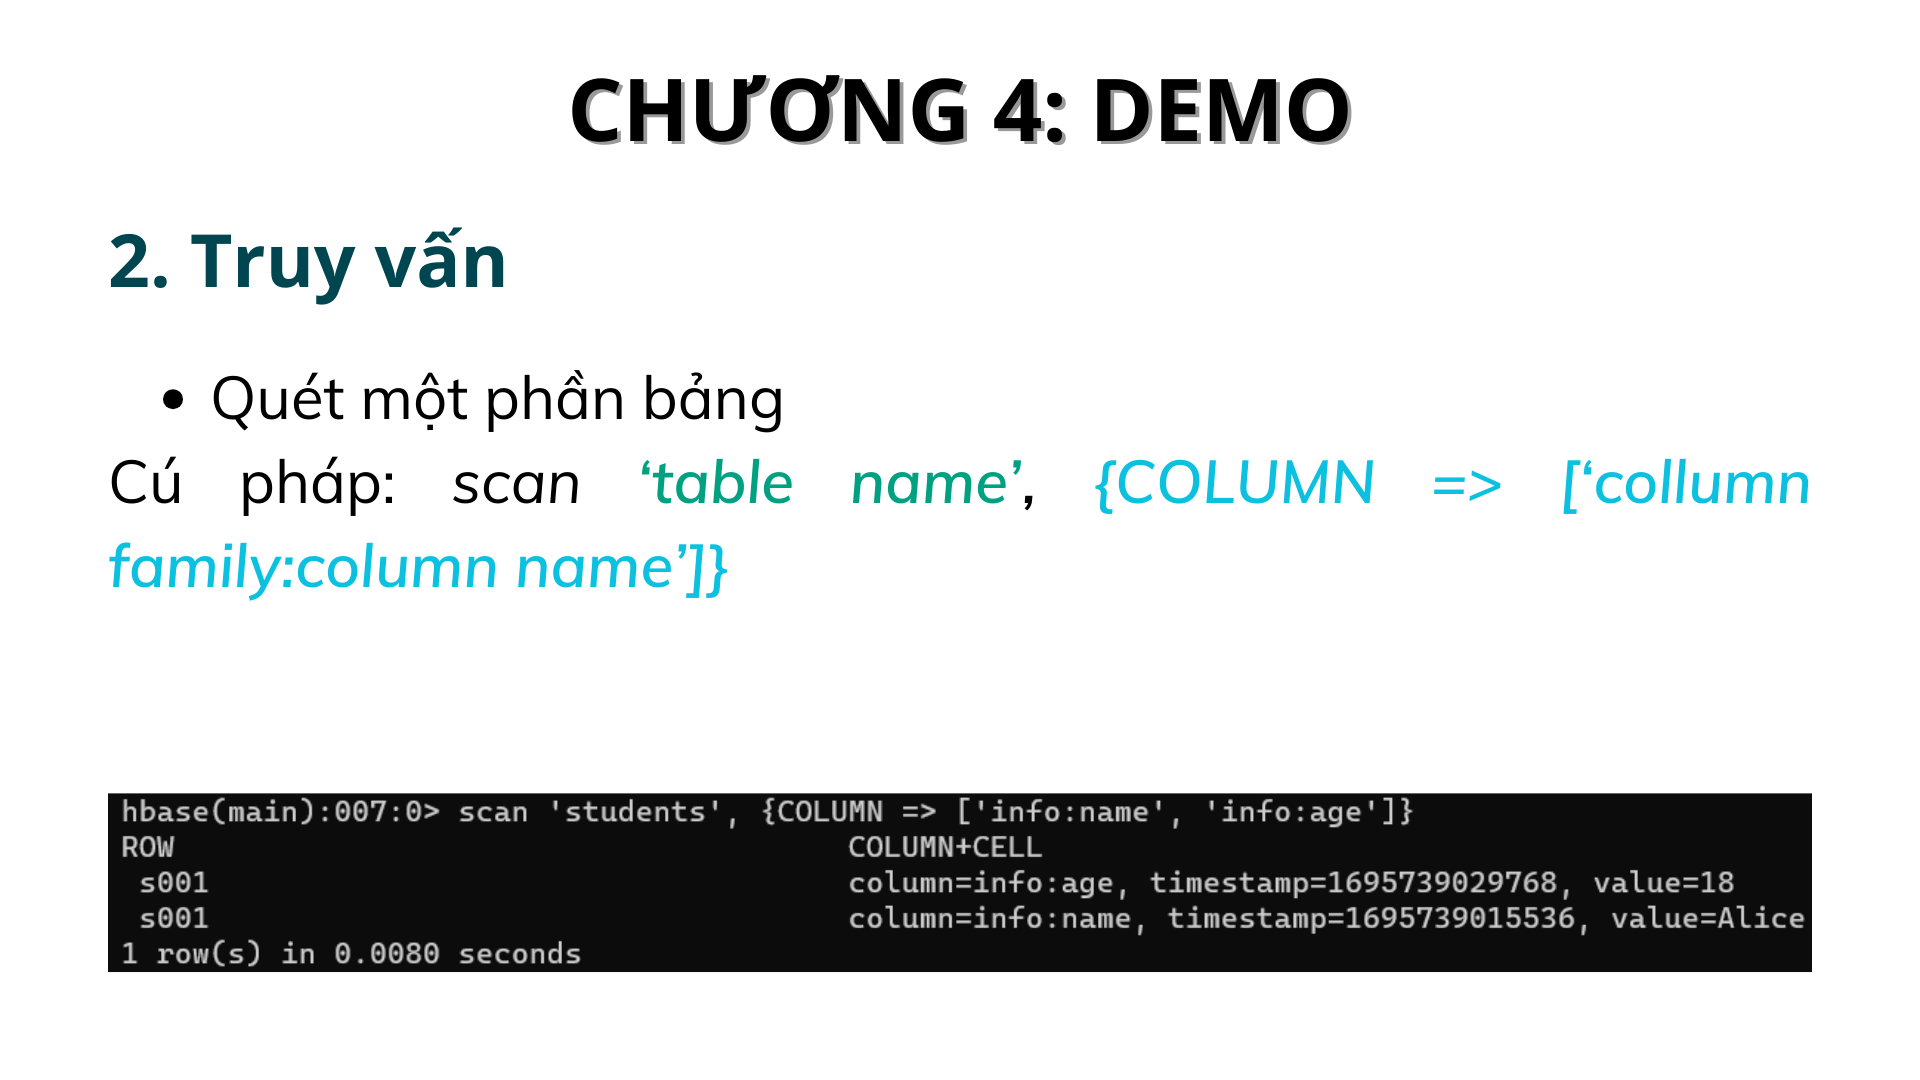 CHƯƠNG 4: DEMO
2. Truy vấn
• Quét một phần bảng
Cú pháp: scan ‘table name’, {COLUMN => [‘collumn
family:column name’]}
hbase(main):007:0> scan 'students', {COLUMN => ['info:name', 'info:age']}
ROW COLUMN+CELL
s001 column=info:age, timestamp=1695739029768, value=18
s001 column=info:name, timestamp=1695739015536, value=Alice
1 row(s) in 0.0080 seconds